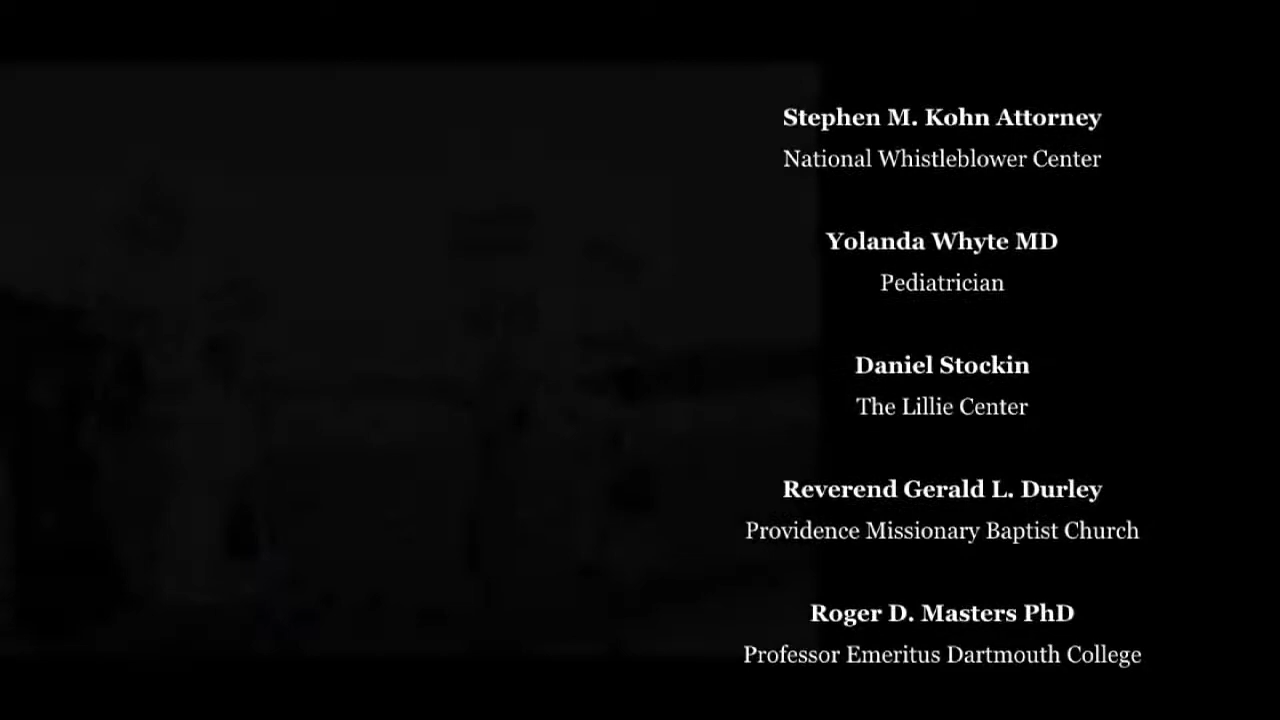 Stephen M. Kohn Attorney
National Whistleblower Center
Yolanda Whyte MD
Pediatrician
Daniel Stockin
The Lillie Center
Reverend Gerald L. Durley
Providence Missionary Baptist Church
Roger D. Masters PhD
Professor Emeritus Dartmouth College